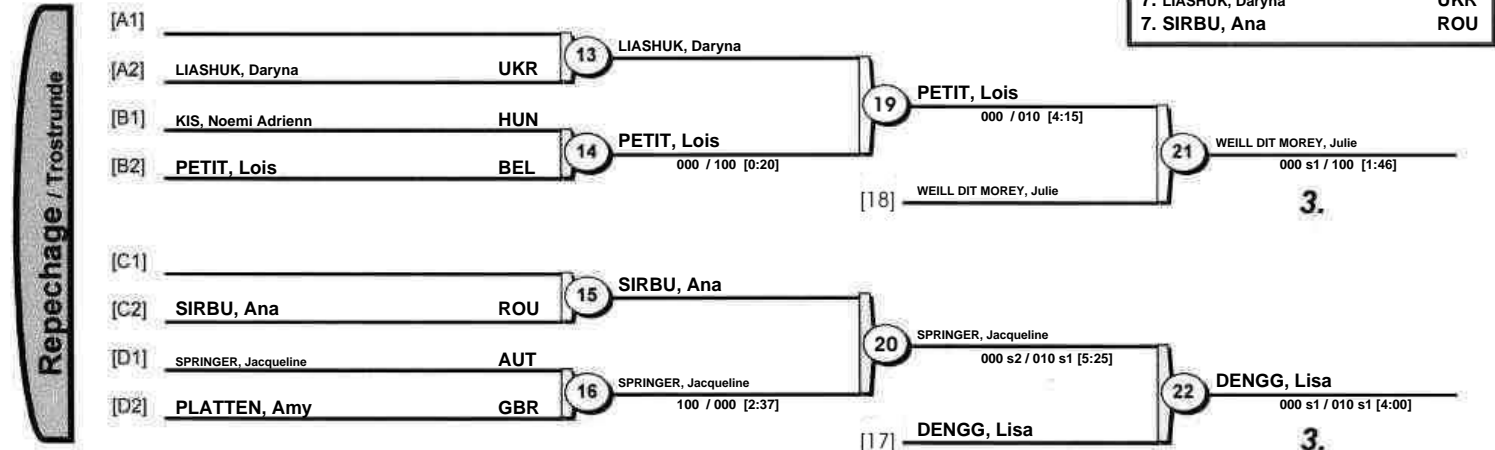 7. LIASHUK, Daryna UKR
7. SIRBU, Ana ROU
Repechage / Trostrunde
[A1]
13 LIASHUK, Daryna
[A2] LIASHUK, Daryna UKR
19 PETIT, Lois
000 / 010 [4:15]
[B1] KIS, Noemi Adrienn HUN
14 PETIT, Lois
000 / 100 [0:20]
21 WEILL DIT MOREY, Julie
000 s1 / 100 [1:46]
[B2] PETIT, Lois BEL
[18] WEILL DIT MOREY, Julie
3.
[C1]
15 SIRBU, Ana
[C2] SIRBU, Ana ROU
20 SPRINGER, Jacqueline
000 s2 / 010 s1 [5:25]
[D1] SPRINGER, Jacqueline AUT
16 SPRINGER, Jacqueline
100 / 000 [2:37]
22 DENGG, Lisa
000 s1 / 010 s1 [4:00]
[D2] PLATTEN, Amy GBR
[17] DENGG, Lisa
3.